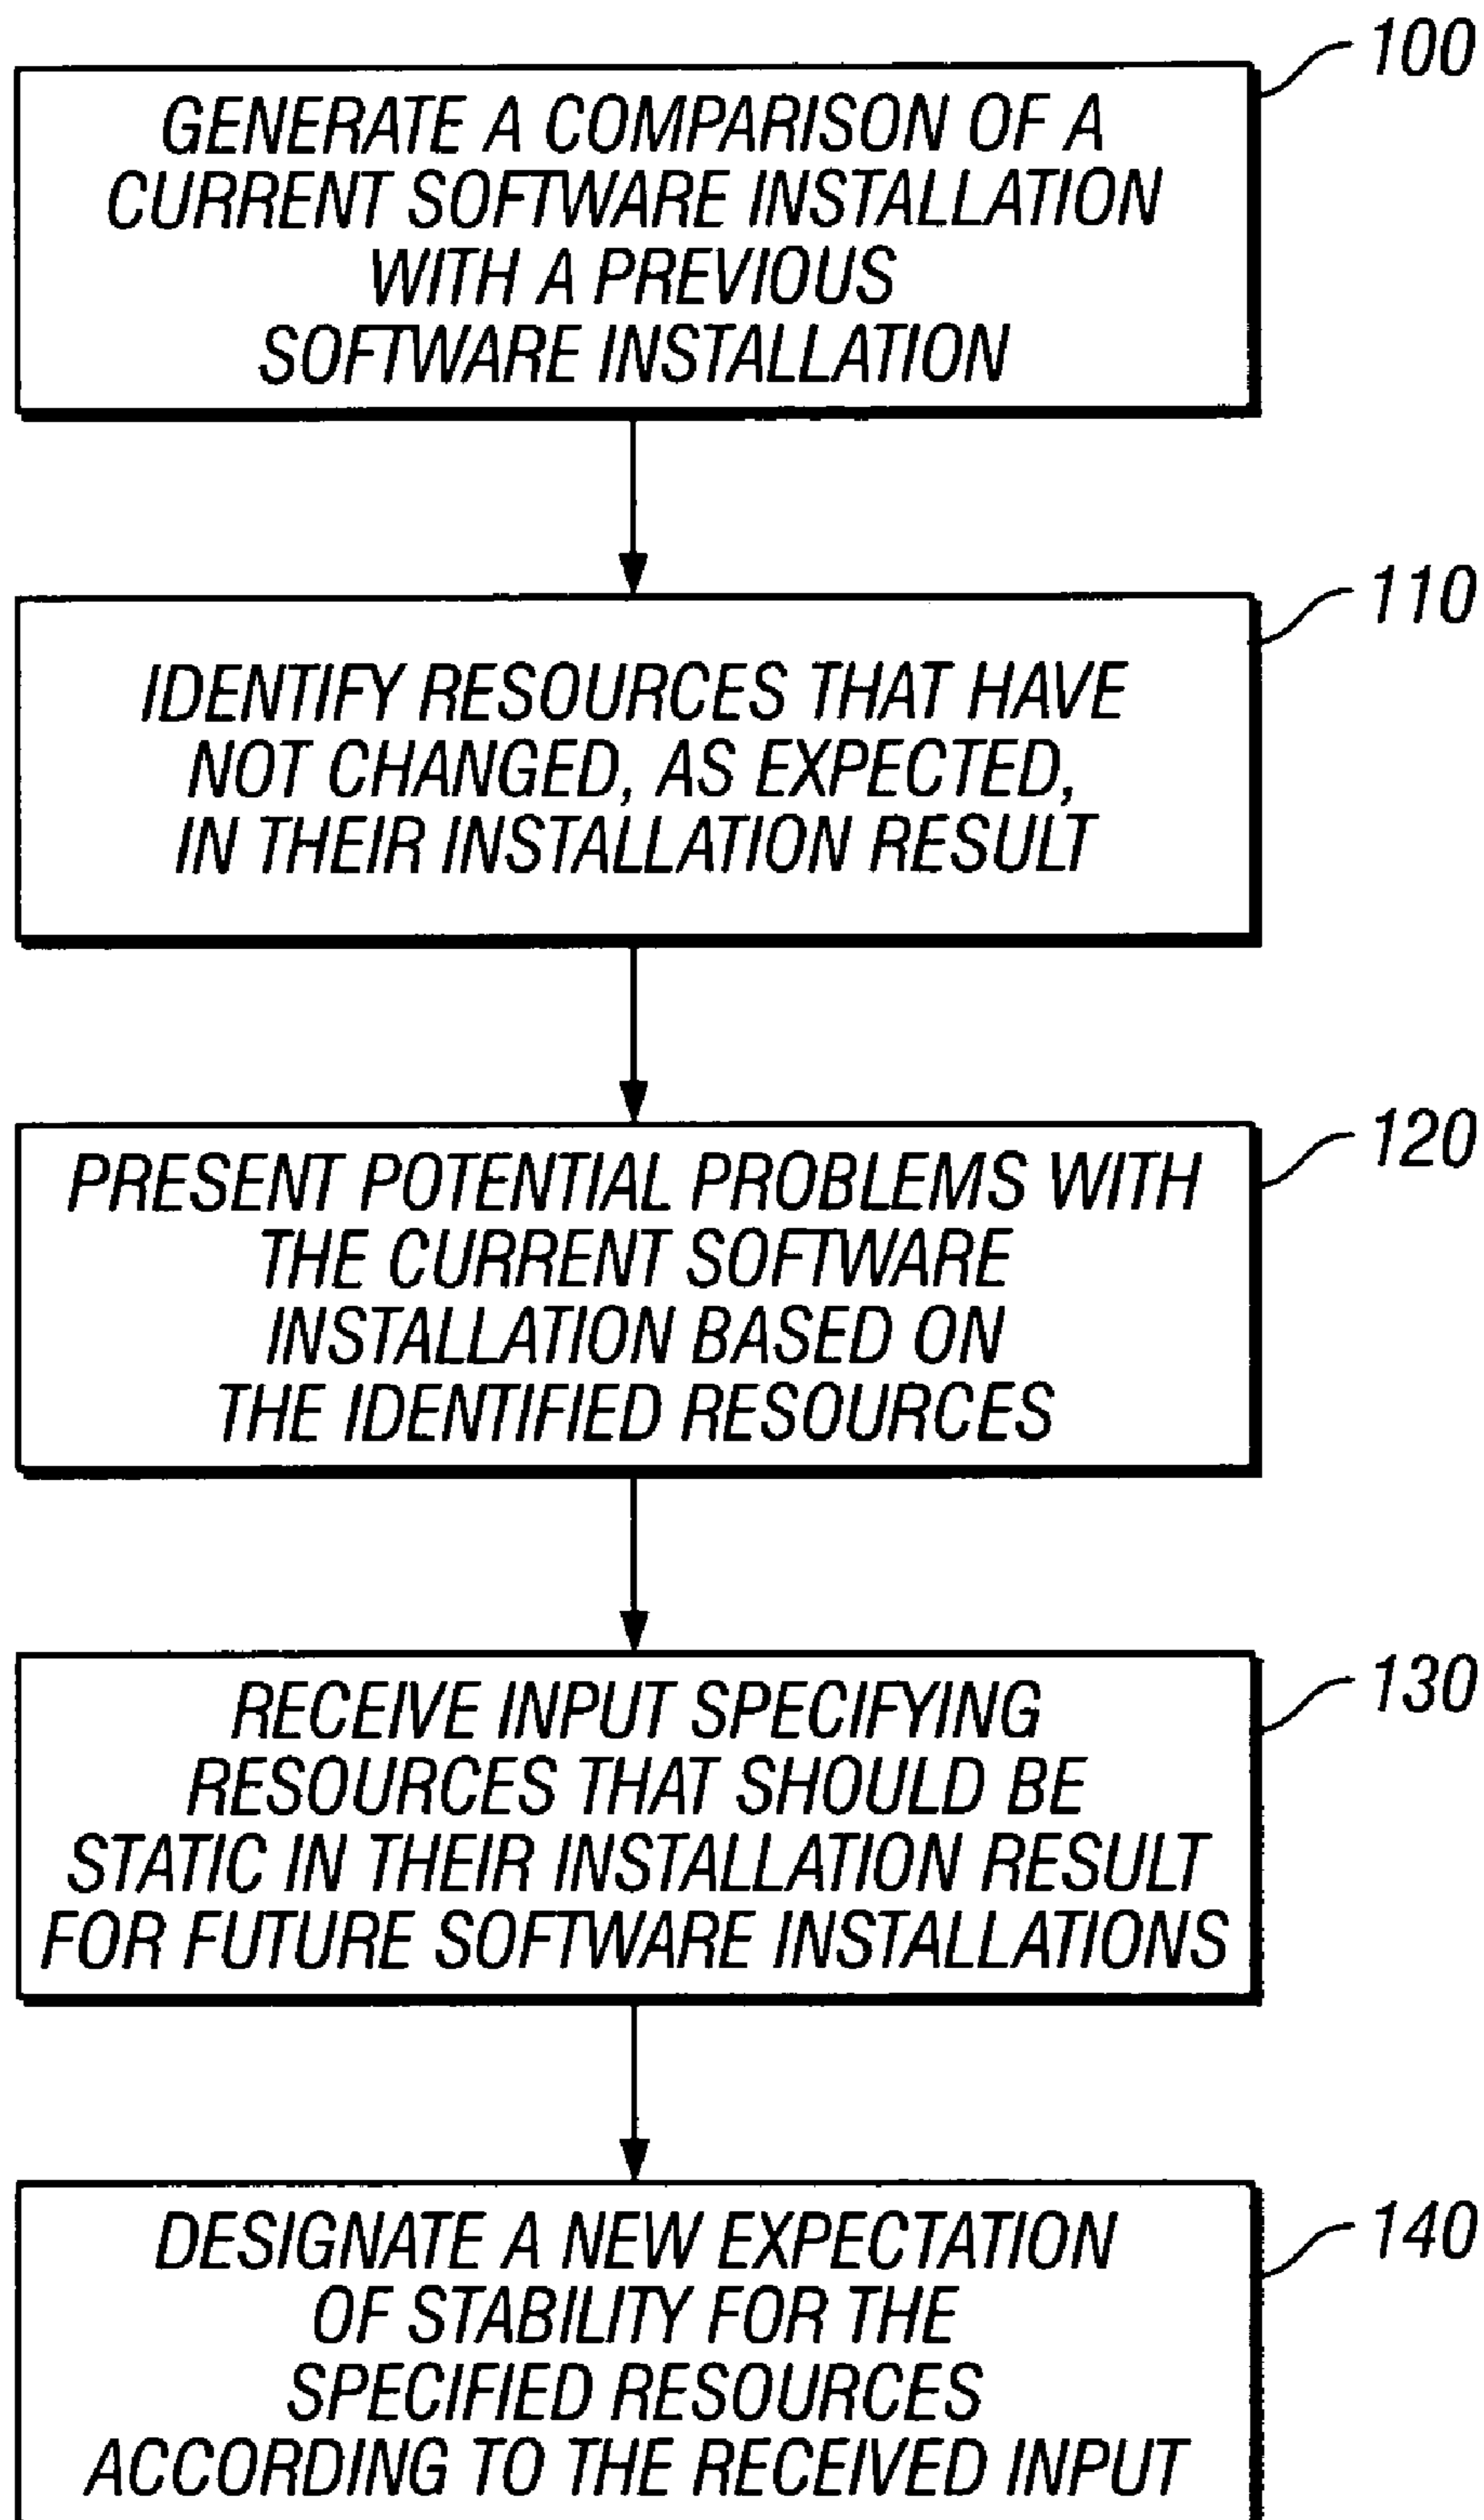 100
GENERATE A COMPARISON OF A
CURRENT SOFTWARE INSTALLATION
WITH A PREVIOUS
SOFTWARE INSTALLATION
110
IDENTIFY RESOURCES THAT HAVE
NOT CHANGED, AS EXPECTED,
IN THEIR INSTALLATION RESULT
120
PRESENT POTENTIAL PROBLEMS WITH
THE CURRENT SOFTWARE
INSTALLATION BASED ON
THE IDENTIFIED RESOURCES
130
RECEIVE INPUT SPECIFYING
RESOURCES THAT SHOULD BE
STATIC IN THEIR INSTALLATION RESULT
FOR FUTURE SOFTWARE INSTALLATIONS
140
DESIGNATE A NEW EXPECTATION
OF STABILITY FOR THE
SPECIFIED RESOURCES
ACCORDING TO THE RECEIVED INPUT